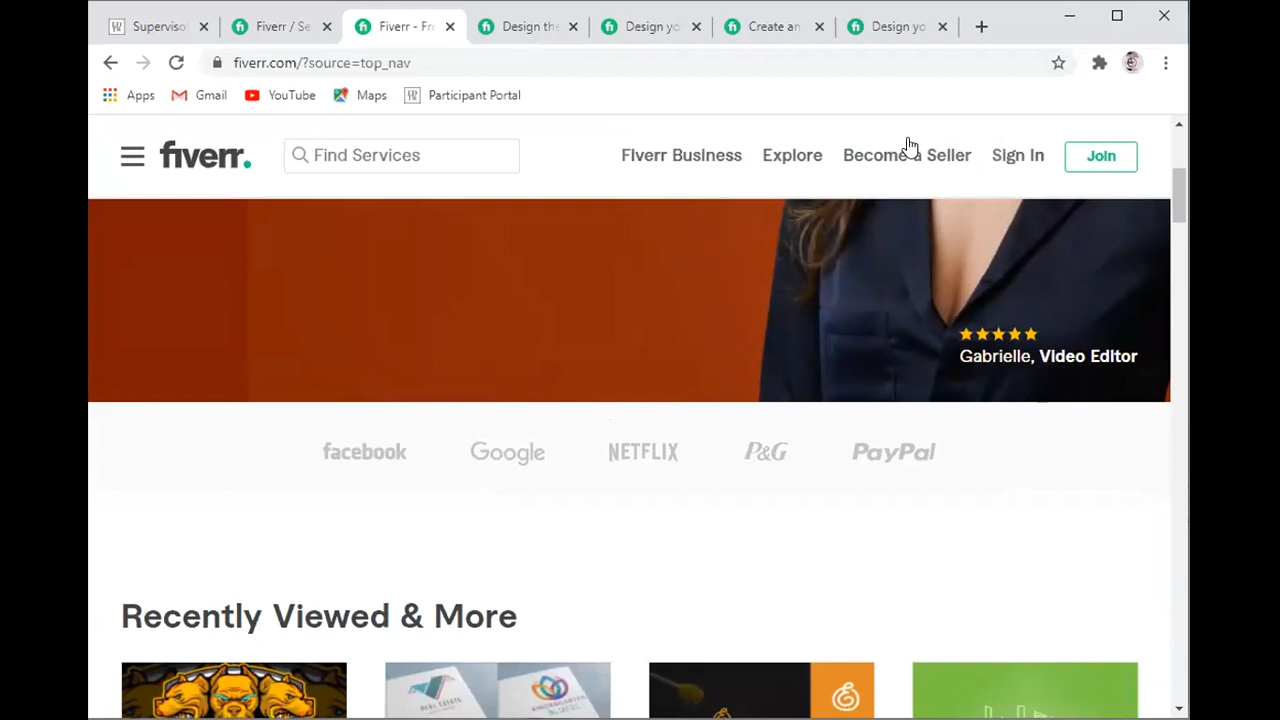 Superviso
Fiverr / Se
Fiverr - Fr
Design the
Design yo
Create an
Design yo
fiverr.com/?source=top_nav
Apps
Gmail
YouTube
Maps
Participant Portal
fiverr.
Find Services
Fiverr Business
Explore
Become a Seller
Sign In
Join
Gabrielle, Video Editor
facebook
Google
NETFLIX
P&G
PayPal
Recently Viewed & More